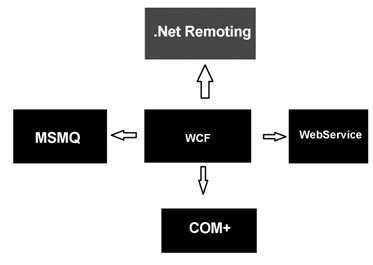 .Net Remoting
MSMQ
WCF
WebService
COM+